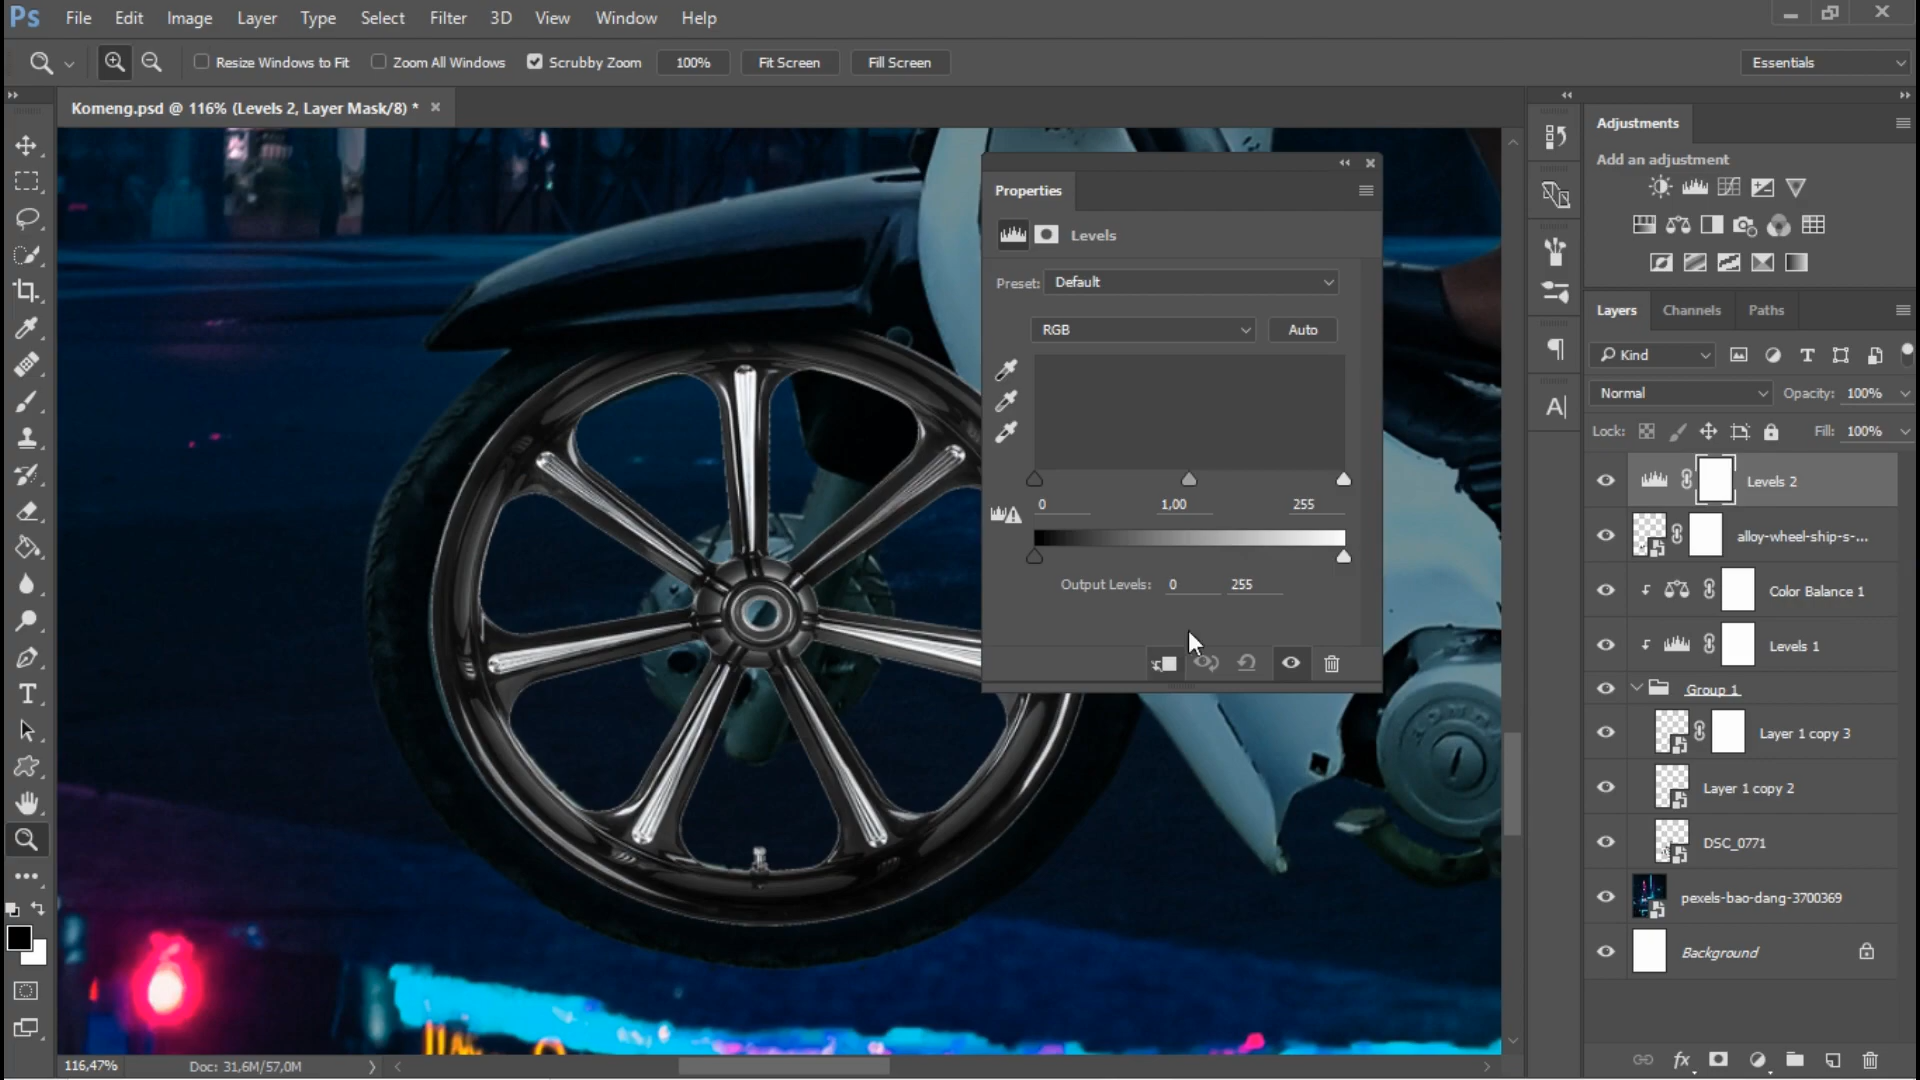 Ps File Edit Image Layer Type Select Filter 3D View Window Help
Resize Windows to Fit Zoom All Windows Scrubby Zoom 100% Fit Screen Fill Screen Essentials
Komeng.psd @ 116% (Levels 2, Layer Mask/8) *
Properties
Levels
Preset: Default
RGB Auto
0 1,00 255
Output Levels: 0 255
Adjustments
Add an adjustment
Layers Channels Paths
Kind
Normal Opacity: 100%
Lock: Fill: 100%
Levels 2
alloy-wheel-ship-s-...
Color Balance 1
Levels 1
Group 1
Layer 1 copy 3
Layer 1 copy 2
DSC_0771
pexels-bao-dang-3700369
Background
116,47% Doc: 31,6M/57,0M